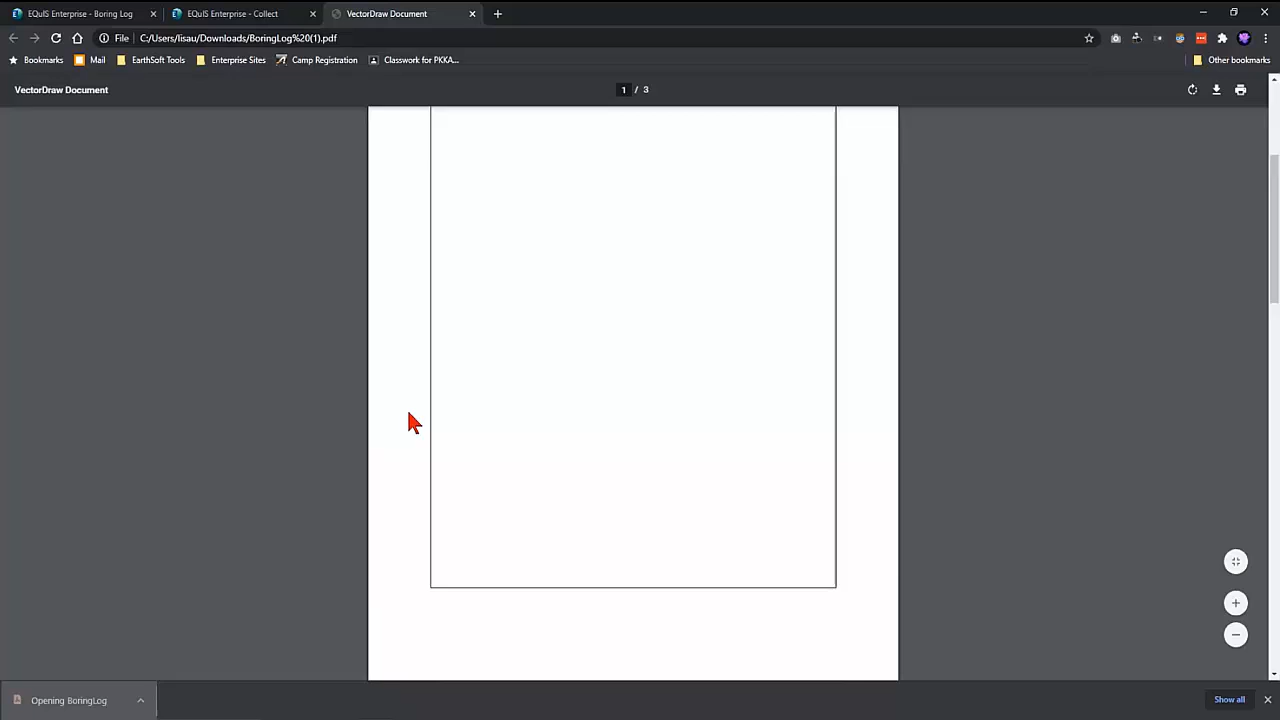 EQuIS Enterprise - Boring Log
EQuIS Enterprise - Collect
VectorDraw Document
File
C:/Users/lisau/Downloads/BoringLog%20(1).pdf
Bookmarks
Mail
EarthSoft Tools
Enterprise Sites
Camp Registration
Classwork for PKKA...
Other bookmarks
VectorDraw Document
1 / 3
Opening BoringLog
Show all